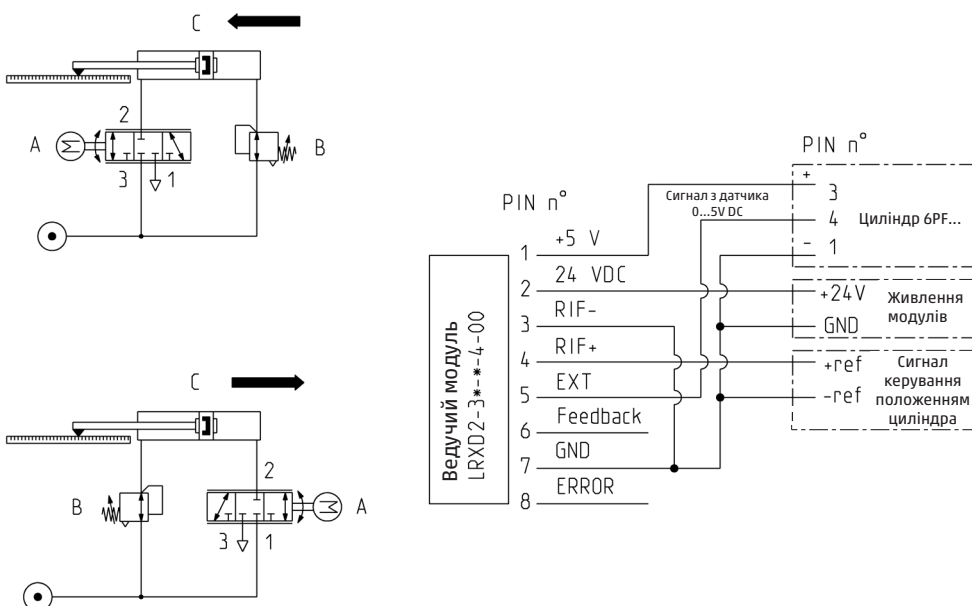 C
2
A
M
B
3
1
C
2
B
M
A
3
1
PIN n°
Ведучий модуль
LRXD2-3*-*-4-00
1
+5 V
2
24 VDC
3
RIF-
4
RIF+
5
EXT
6
Feedback
7
GND
8
ERROR
Сигнал з датчика
0...5V DC
PIN n°
+
3
4
Циліндр 6PF...
-
1
+24V
GND
Живлення
модулів
+ref
-ref
Сигнал
керування
положенням
циліндра